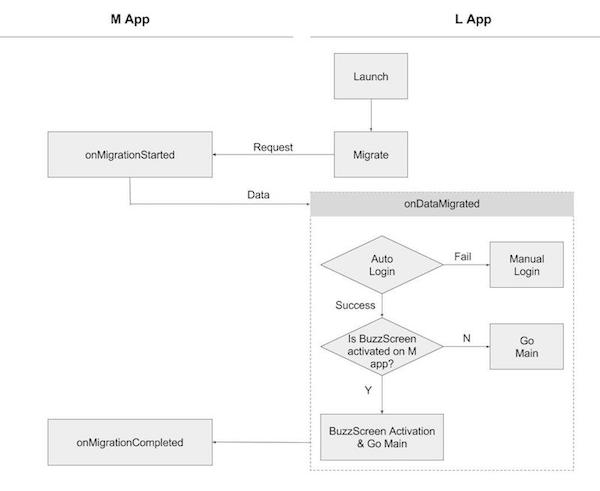 M App
L App
Launch
onMigrationStarted
Request
Migrate
Data
onDataMigrated
Auto
Login
Fail
Manual
Login
Success
Is BuzzScreen
activated on M
app?
N
Go
Main
Y
BuzzScreen Activation
& Go Main
onMigrationCompleted